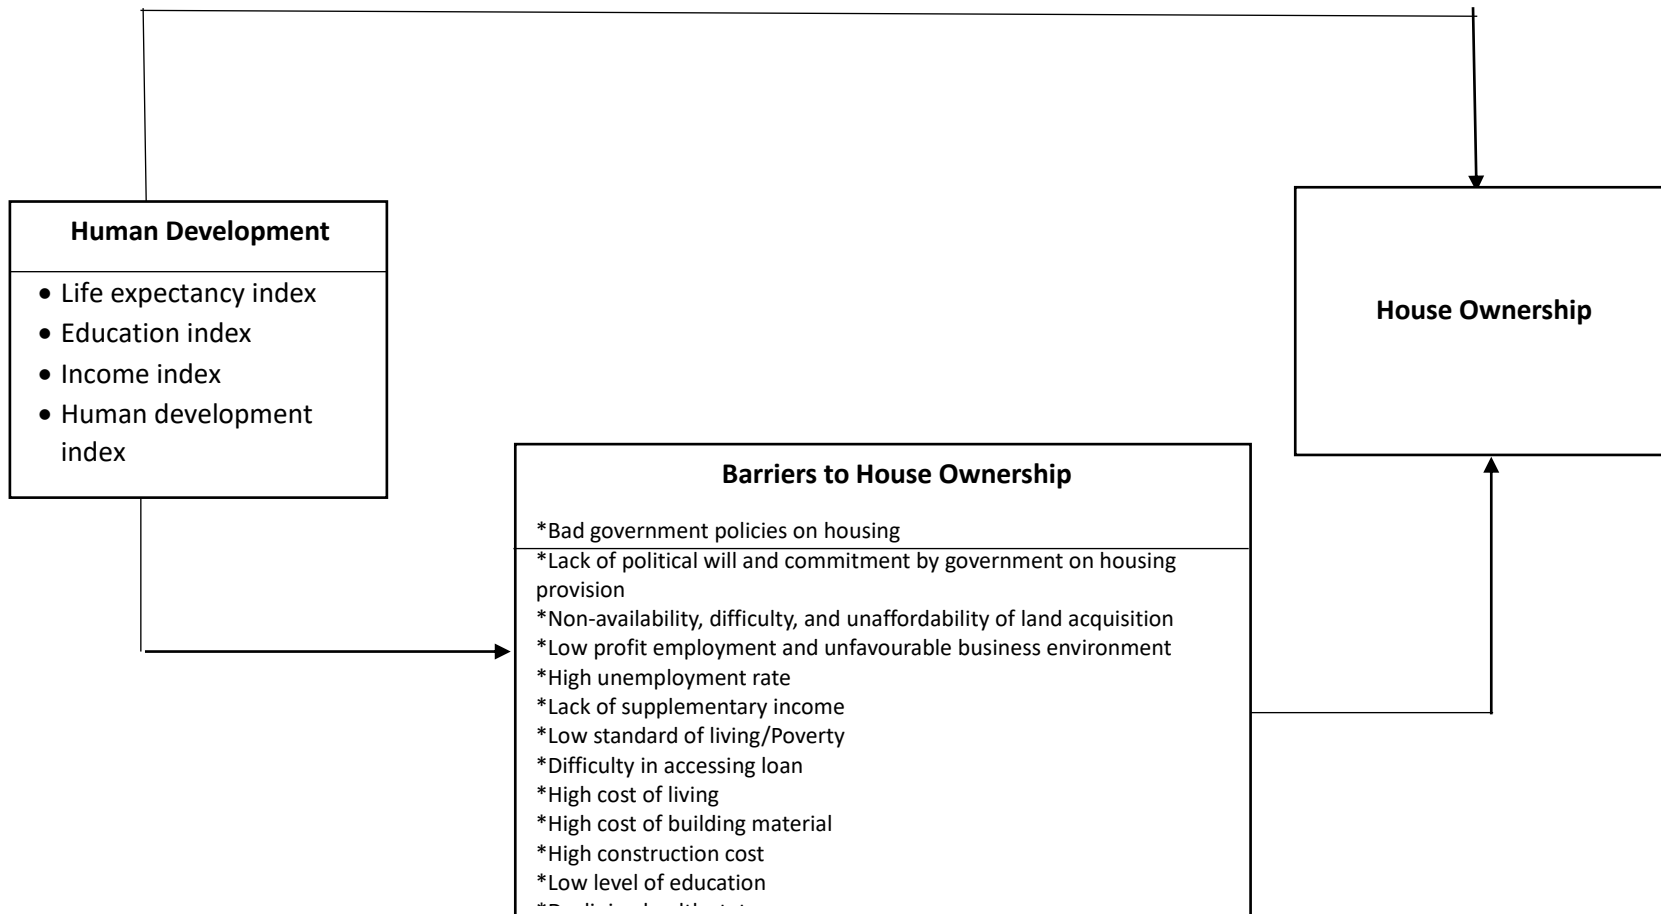 Human Development
• Life expectancy index
• Education index
• Income index
• Human development
index
House Ownership
Barriers to House Ownership
*Bad government policies on housing
*Lack of political will and commitment by government on housing
provision
*Non-availability, difficulty, and unaffordability of land acquisition
*Low profit employment and unfavourable business environment
*High unemployment rate
*Lack of supplementary income
*Low standard of living/Poverty
*Difficulty in accessing loan
*High cost of living
*High cost of building material
*High construction cost
*Low level of education